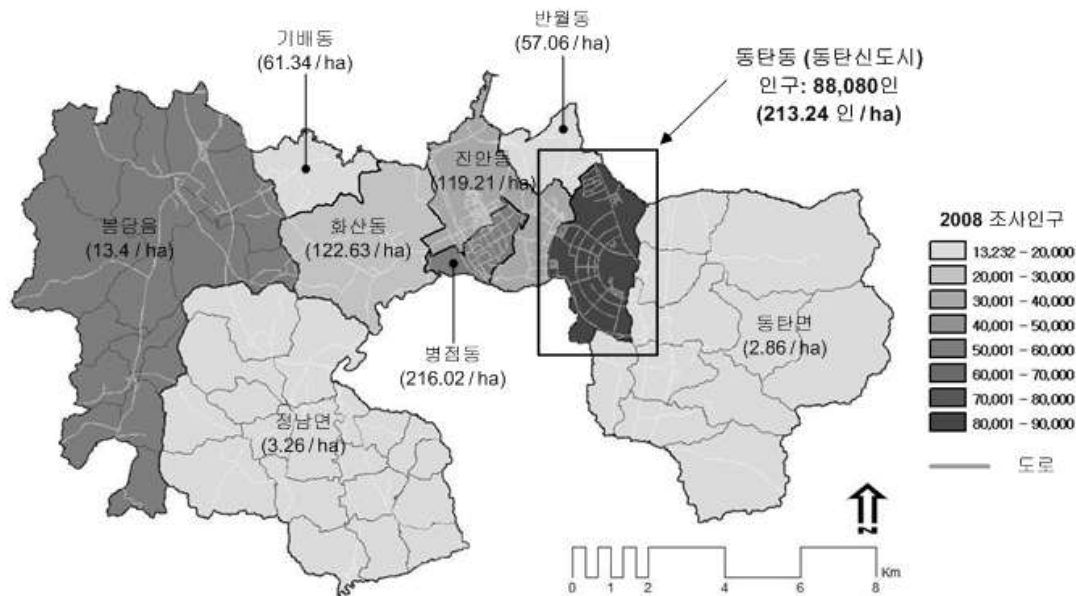 반월동
(57.06 / ha)
기배동
(61.34 / ha)
동탄동 (동탄신도시)
인구: 88,080인
(213.24 인 / ha)
진안동
(119.21 / ha)
봉담읍
(13.4 / ha)
화산동
(122.63 / ha)
병점동
(216.02 / ha)
동탄면
(2.86 / ha)
정남면
(3.26 / ha)
2008 조사인구
13,232 – 20,000
20,001 – 30,000
30,001 – 40,000
40,001 – 50,000
50,001 – 60,000
60,001 – 70,000
70,001 – 80,000
80,001 – 90,000
도로
N
Km
0 1 2 4 6 8